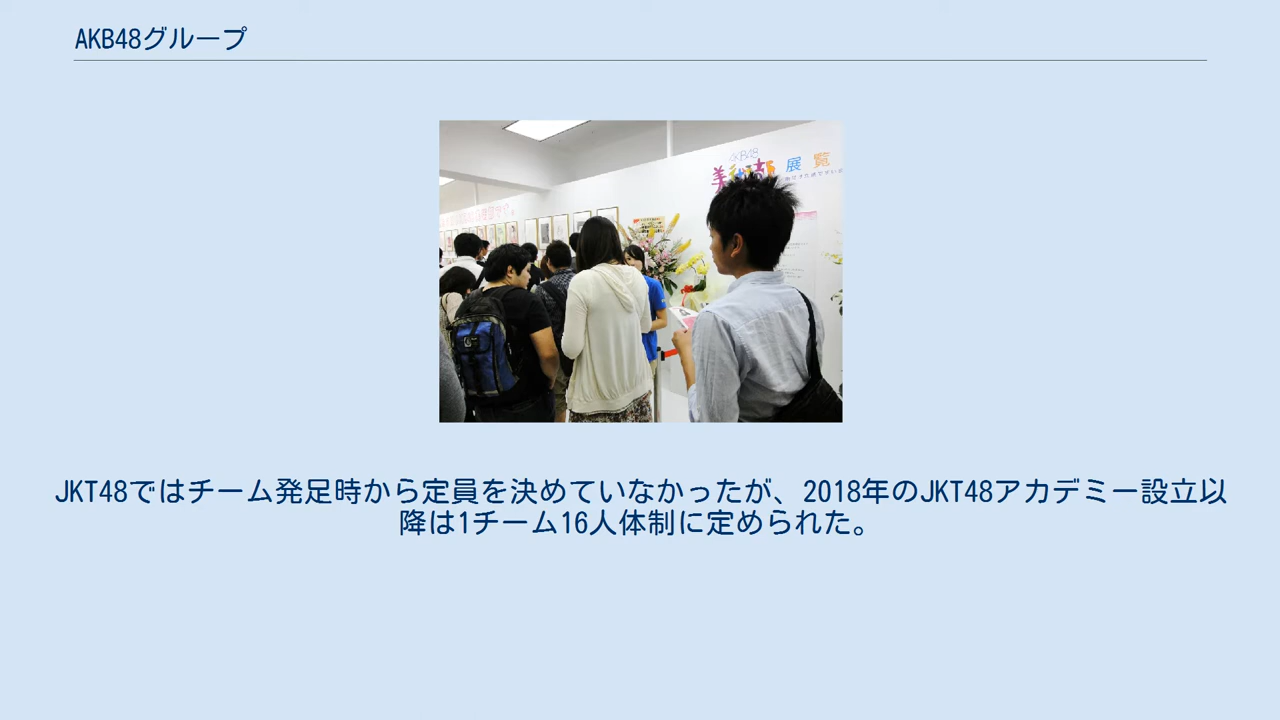 AKB48グループ
AKB48
美術部 展覧
JKT48ではチーム発足時から定員を決めていなかったが、2018年のJKT48アカデミー設立以
降は1チーム16人体制に定められた。